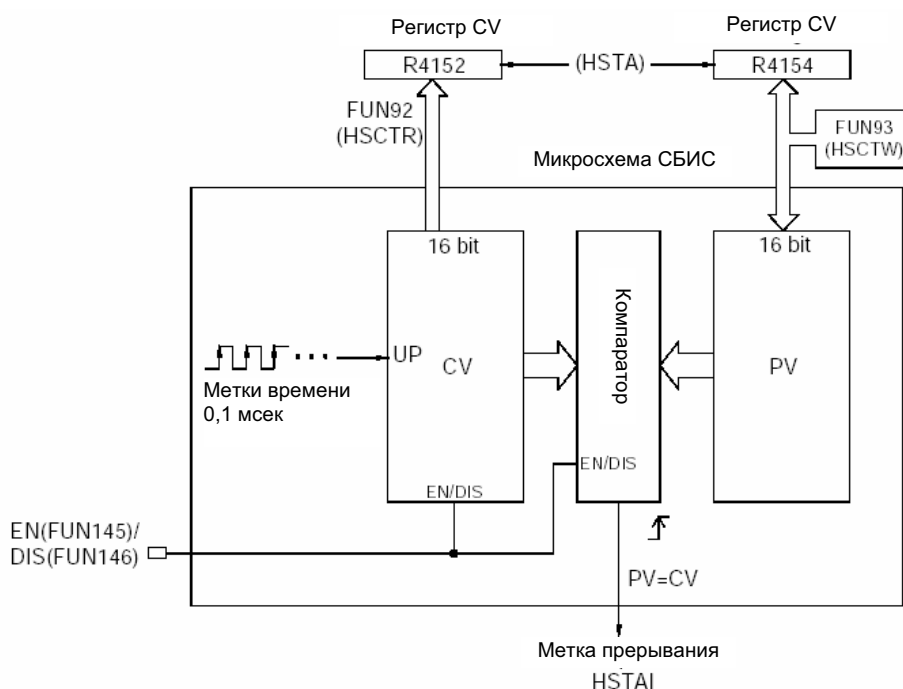 Регистр CV
Регистр CV
R4152
(HSTA)
R4154
FUN92
(HSCTR)
FUN93
(HSCTW)
Микросхема СБИС
16 bit
16 bit
Компаратор
UP
CV
PV
Метки времени
0,1 мсек
EN/DIS
EN/DIS
EN(FUN145)/
DIS(FUN146)
PV=CV
Метка прерывания
HSTAI